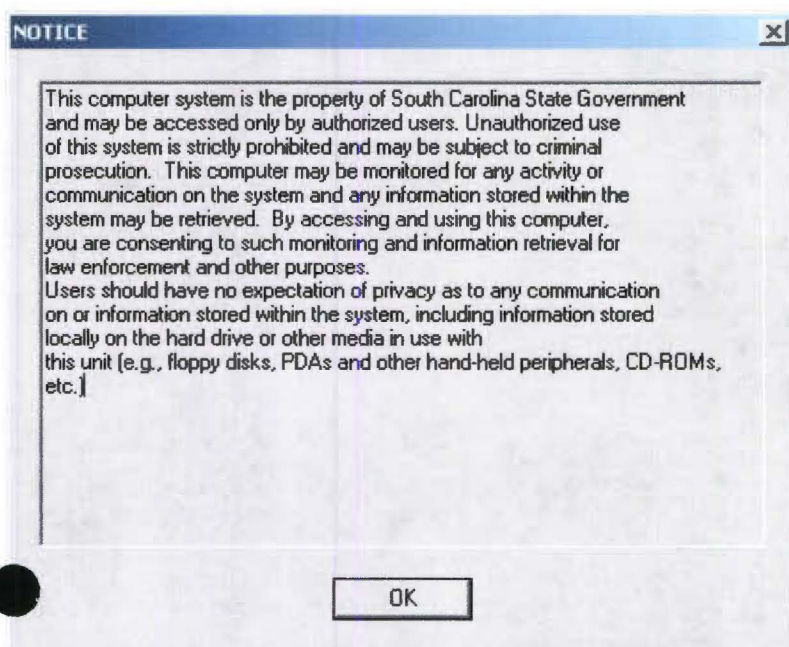 NOTICE
This computer system is the property of South Carolina State Government
and may be accessed only by authorized users. Unauthorized use
of this system is strictly prohibited and may be subject to criminal
prosecution. This computer may be monitored for any activity or
communication on the system and any information stored within the
system may be retrieved. By accessing and using this computer,
you are consenting to such monitoring and information retrieval for
law enforcement and other purposes.
Users should have no expectation of privacy as to any communication
on or information stored within the system, including information stored
locally on the hard drive or other media in use with
this unit (e.g., floppy disks, PDAs and other hand-held peripherals, CD-ROMs,
etc.)
OK